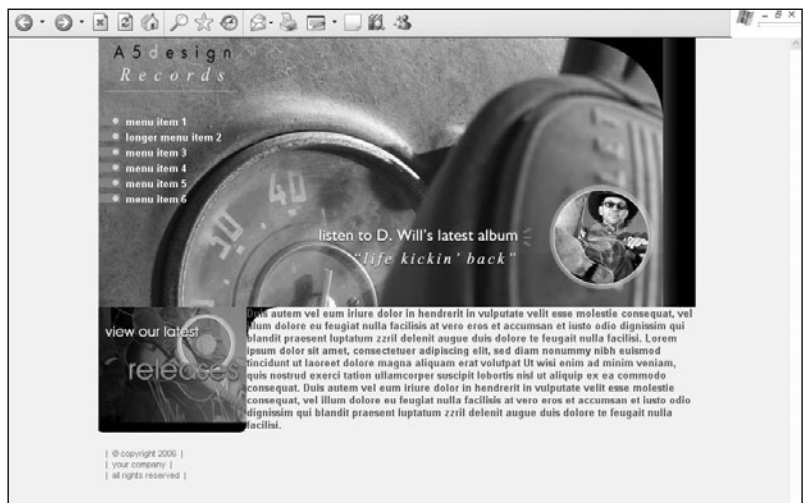 A5design
Records
menu item 1
longer menu item 2
menu item 3
menu item 4
menu item 5
menu item 6
30
40
listen to D. Will's latest album
"life kickin' back"
view our latest
releases
Duis autem vel eum iriure dolor in hendrerit in vulputate velit esse molestie consequat, vel
illum dolore eu feugiat nulla facilisis at vero eros et accumsan et iusto odio dignissim qui
blandit praesent luptatum zzril delenit augue duis dolore te feugait nulla facilisi. Lorem
ipsum dolor sit amet, consectetuer adipiscing elit, sed diam nonummy nibh euismod
tincidunt ut laoreet dolore magna aliquam erat volutpat Ut wisi enim ad minim veniam,
quis nostrud exerci tation ullamcorper suscipit lobortis nisl ut aliquip ex ea commodo
consequat. Duis autem vel eum iriure dolor in hendrerit in vulputate velit esse molestie
consequat, vel illum dolore eu feugiat nulla facilisis at vero eros et accumsan et iusto odio
dignissim qui blandit praesent luptatum zzril delenit augue duis dolore te feugait nulla
facilisi.
| © copyright 2006 |
| your company |
| all rights reserved |